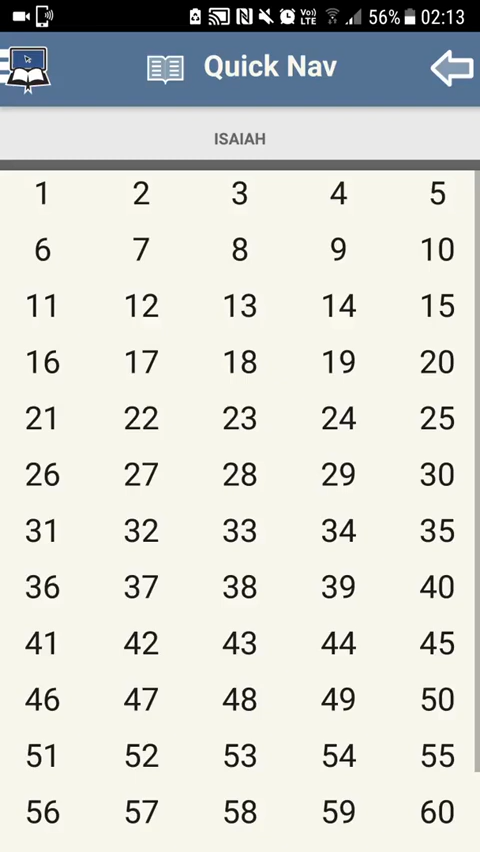 Vo)) LTE 56% 02:13
Quick Nav
ISAIAH
1 2 3 4 5
6 7 8 9 10
11 12 13 14 15
16 17 18 19 20
21 22 23 24 25
26 27 28 29 30
31 32 33 34 35
36 37 38 39 40
41 42 43 44 45
46 47 48 49 50
51 52 53 54 55
56 57 58 59 60